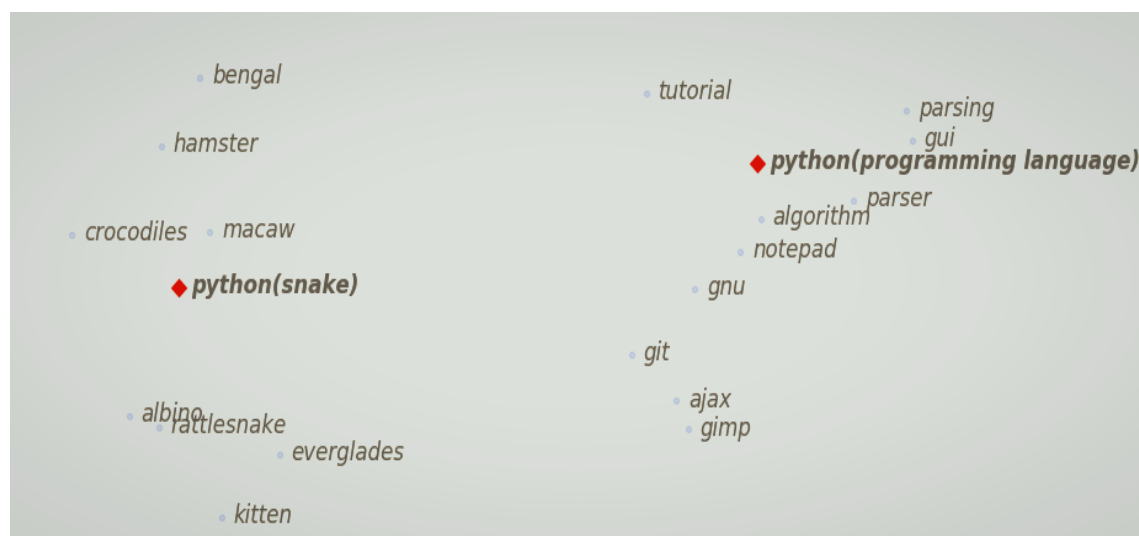 bengal
tutorial
parsing
hamster
gui
python(programming language)
parser
algorithm
crocodiles
macaw
notepad
python(snake)
gnu
git
ajax
albino
rattlesnake
gimp
everglades
kitten